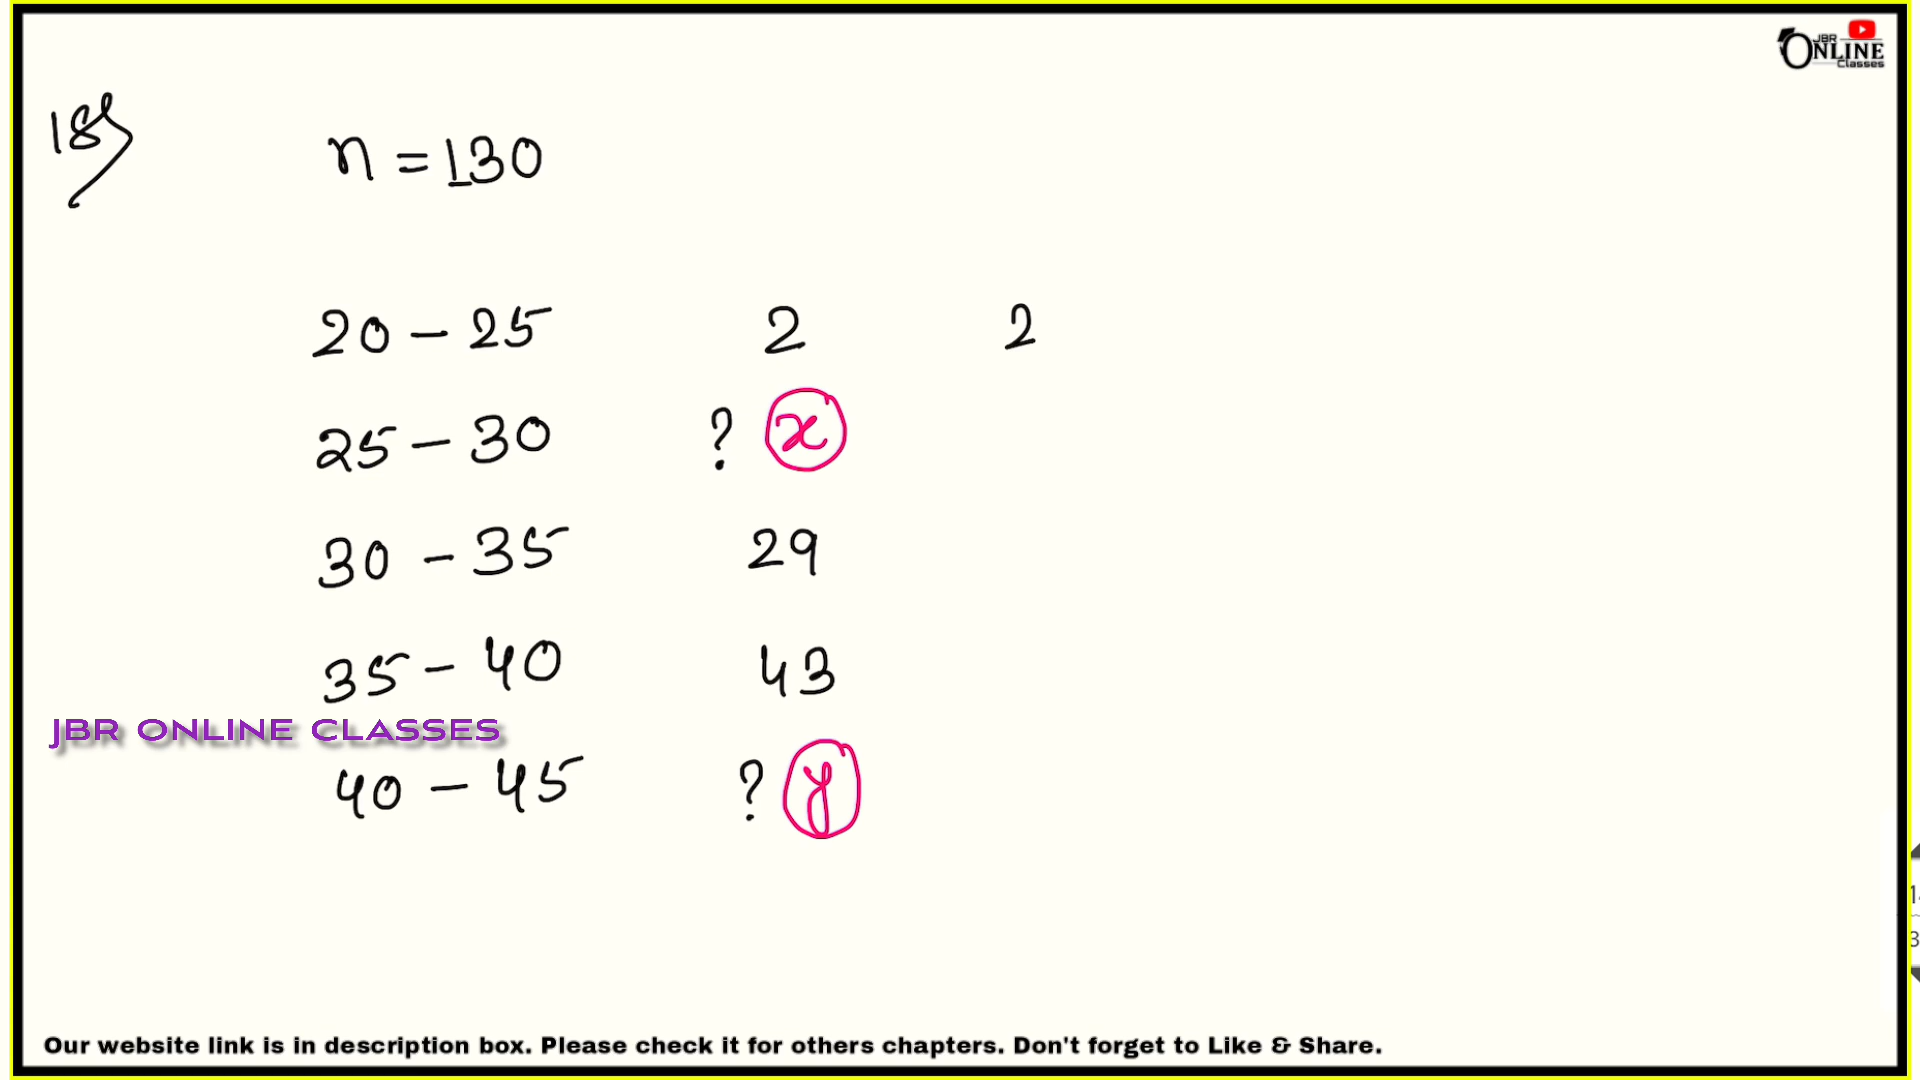 JBR
ONLINE
Classes
18)
n = 130
20 - 25 2 2
25 - 30 ? x
30 - 35 29
35 - 40 43
JBR ONLINE CLASSES
40 - 45 ? y
3
Our website link is in description box. Please check it for others chapters. Don't forget to Like & Share.